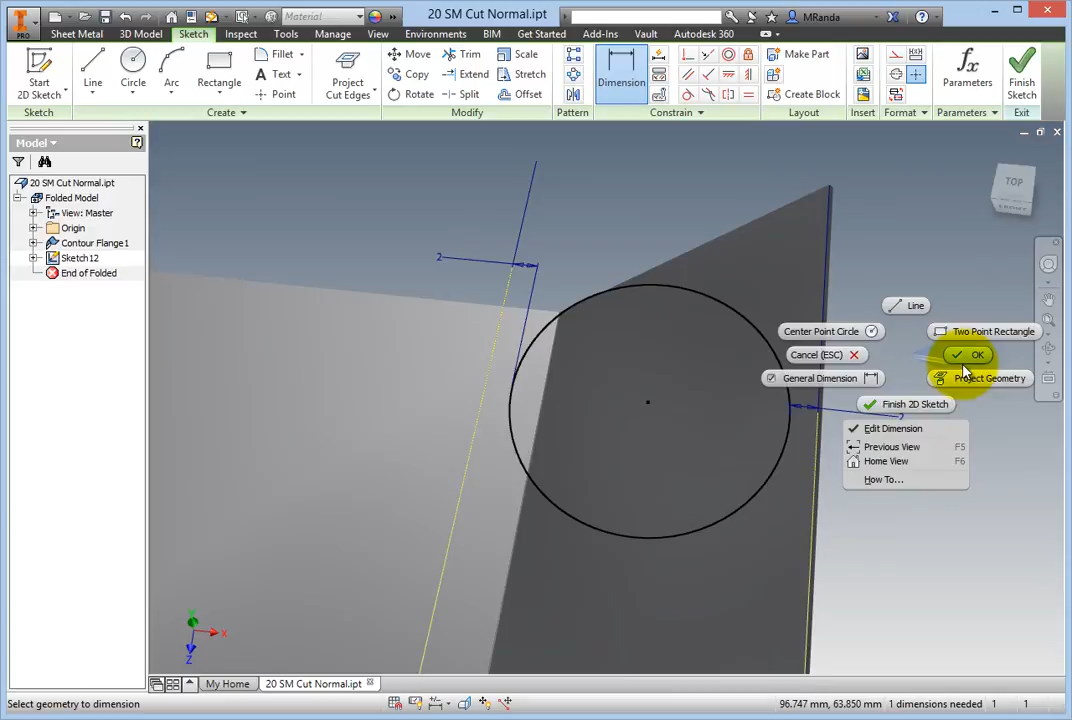 Material
20 SM Cut Normal.ipt
MRanda
PRO
Sheet Metal 3D Model Sketch Inspect Tools Manage View Environments BIM Get Started Add-Ins Vault Autodesk 360
Start
2D Sketch
Line
Circle
Arc
Rectangle
Fillet
Text
Point
Project
Cut Edges
Move
Copy
Rotate
Trim
Extend
Split
Scale
Stretch
Offset
Dimension
Make Part
Create Block
Parameters
Finish
Sketch
Sketch Create Modify Pattern Constrain Layout Insert Format Parameters Exit
Model
20 SM Cut Normal.ipt
Folded Model
View: Master
Origin
Contour Flange1
Sketch12
End of Folded
2
TOP
Line
Center Point Circle
Two Point Rectangle
Cancel (ESC)
OK
General Dimension
Project Geometry
Finish 2D Sketch
Edit Dimension
Previous View F5
Home View F6
How To...
Y
X
Z
My Home
20 SM Cut Normal.ipt
Select geometry to dimension
96.747 mm, 63.850 mm 1 dimensions needed 1 1